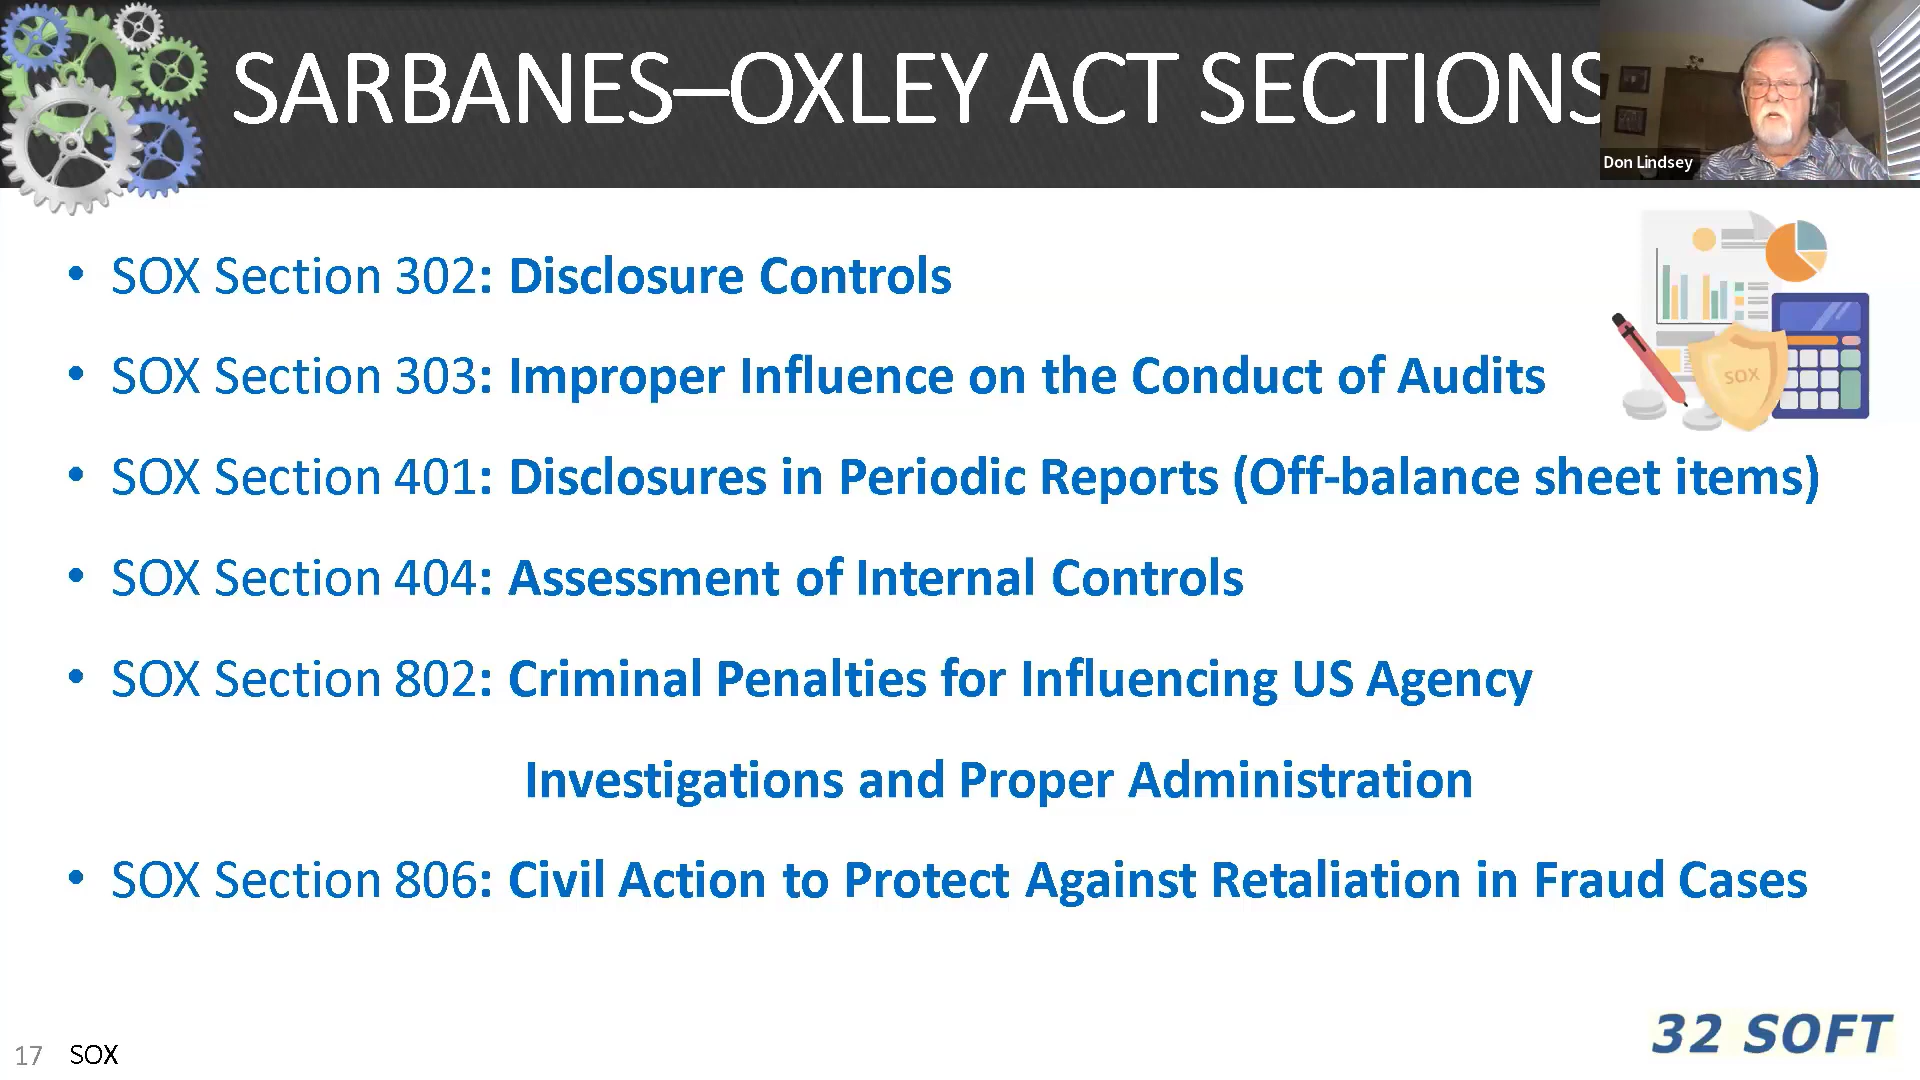 SARBANES–OXLEY ACT SECTIONS
Don Lindsey
• SOX Section 302: Disclosure Controls
• SOX Section 303: Improper Influence on the Conduct of Audits
SOX
• SOX Section 401: Disclosures in Periodic Reports (Off-balance sheet items)
• SOX Section 404: Assessment of Internal Controls
• SOX Section 802: Criminal Penalties for Influencing US Agency
Investigations and Proper Administration
• SOX Section 806: Civil Action to Protect Against Retaliation in Fraud Cases
17 SOX
32 SOFT